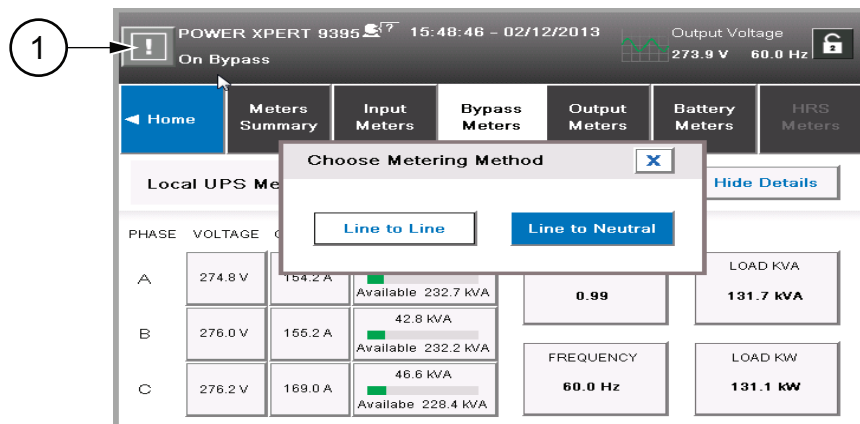 1
!
POWER XPERT 9395 ? 15:48:46 - 02/12/2013
On Bypass
Output Voltage
273.9 V 60.0 Hz
2
Home
Meters Summary
Input Meters
Bypass Meters
Output Meters
Battery Meters
HRS Meters
Choose Metering Method
X
Local UPS Me
Hide Details
Line to Line
Line to Neutral
PHASE VOLTAGE
A
274.8 V
154.2 A
Available 232.7 kVA
0.99
LOAD KVA
131.7 kVA
B
276.0 V
155.2 A
42.8 kVA
Available 232.2 kVA
C
276.2 V
169.0 A
46.6 kVA
Availabe 228.4 kVA
FREQUENCY
60.0 Hz
LOAD KW
131.1 kW